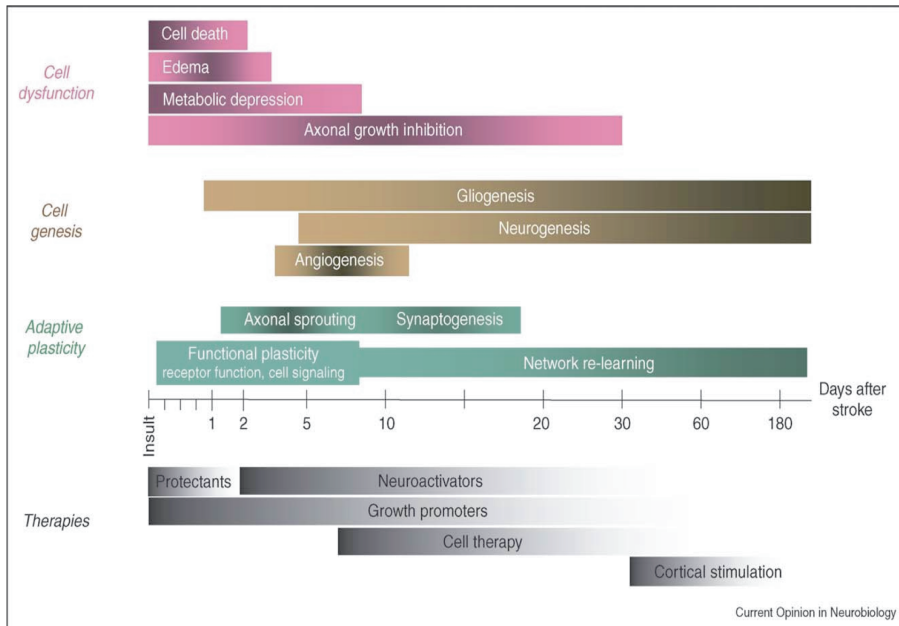 Cell death
Edema
Metabolic depression
Axonal growth inhibition
Cell
dysfunction
Gliogenesis
Neurogenesis
Angiogenesis
Cell
genesis
Axonal sprouting Synaptogenesis
Adaptive
plasticity
Functional plasticity
receptor function, cell signaling
Network re-learning
Days after
stroke
Insult 1 2 5 10 20 30 60 180
Protectants Neuroactivators
Growth promoters
Therapies
Cell therapy
Cortical stimulation
Current Opinion in Neurobiology